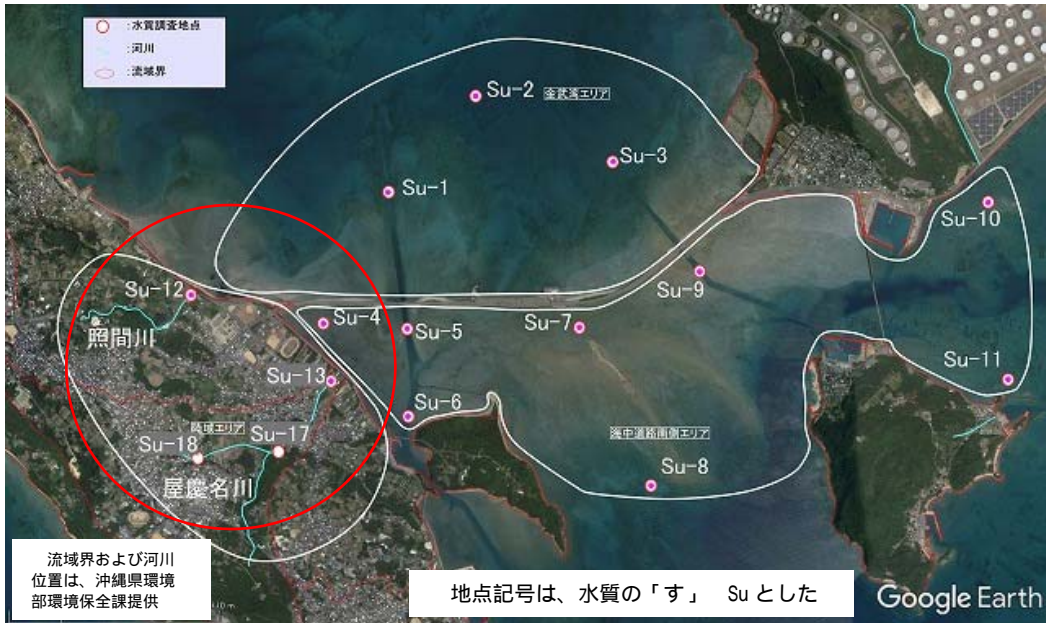 ：水質調査地点
：河川
：流域界
Su-2
金武湾エリア
Su-3
Su-1
Su-10
Su-9
Su-12
Su-4
Su-5
Su-7
照間川
Su-13
Su-11
Su-6
陸域エリア
Su-17
海中道路南側エリア
Su-18
Su-8
屋慶名川
流域界および河川
位置は、沖縄県環境
部環境保全課提供
地点記号は、水質の「す」 Suとした
Google Earth